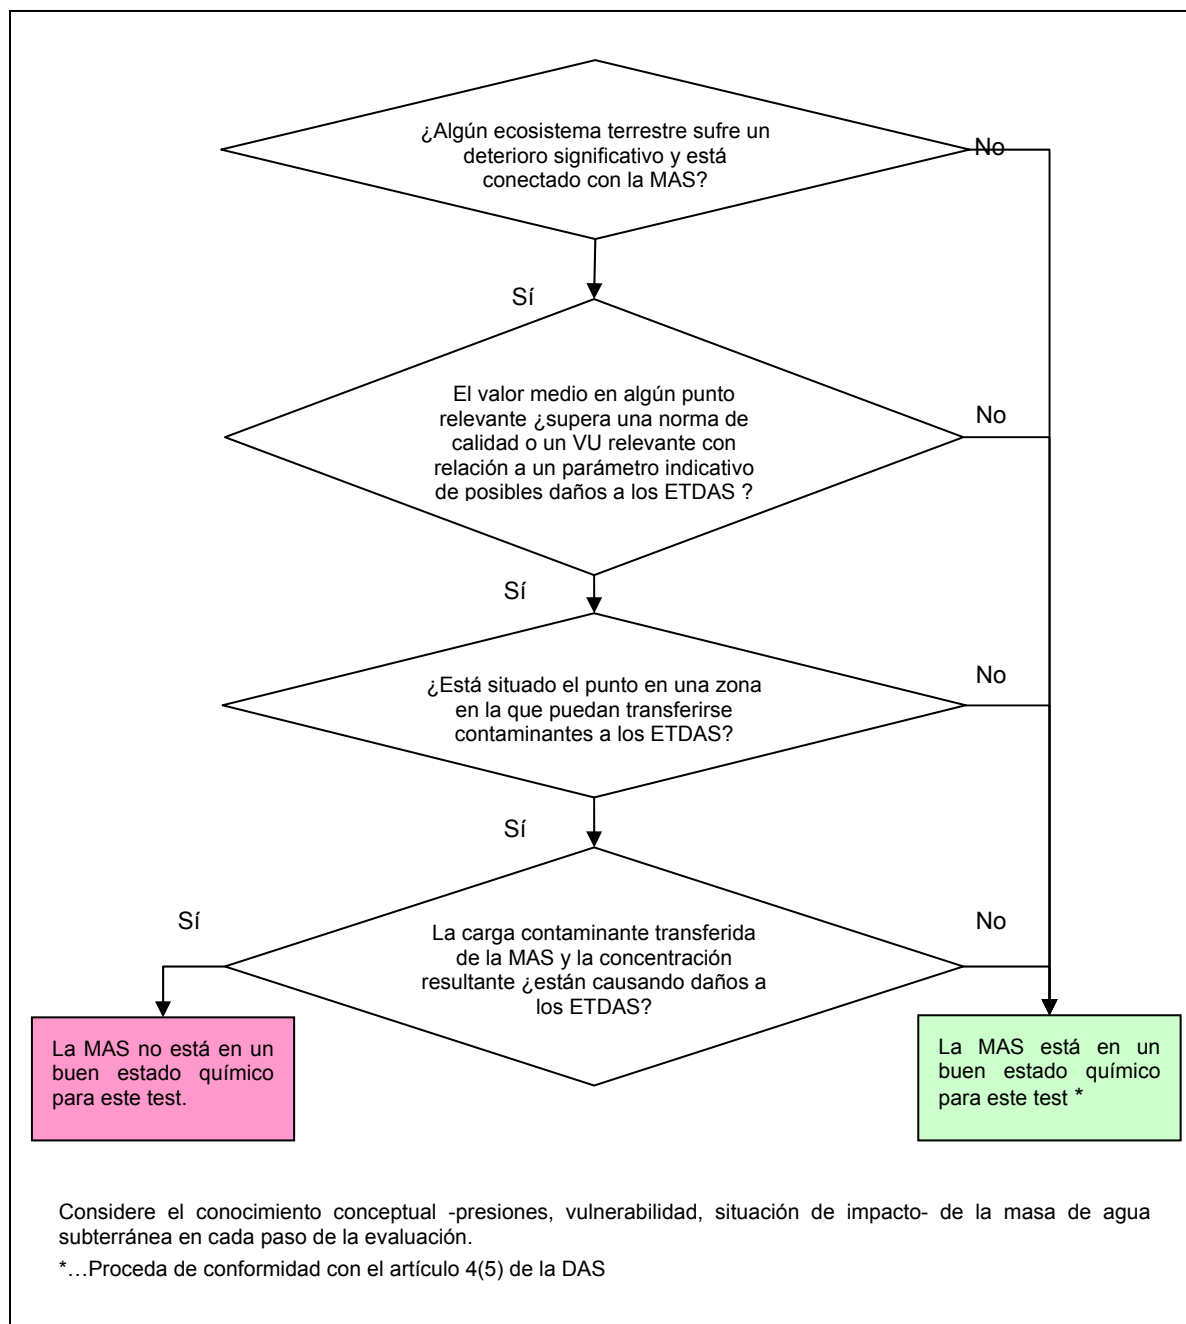 ¿Algún ecosistema terrestre sufre un
deterioro significativo y está
conectado con la MAS?
No
Sí
El valor medio en algún punto
relevante ¿supera una norma de
calidad o un VU relevante con
relación a un parámetro indicativo
de posibles daños a los ETDAS ?
No
Sí
¿Está situado el punto en una zona
en la que puedan transferirse
contaminantes a los ETDAS?
No
Sí
La carga contaminante transferida
de la MAS y la concentración
resultante ¿están causando daños a
los ETDAS?
Sí
No
La MAS no está en un
buen estado químico
para este test.
La MAS está en un
buen estado químico
para este test *
Considere el conocimiento conceptual -presiones, vulnerabilidad, situación de impacto- de la masa de agua
subterránea en cada paso de la evaluación.
*…Proceda de conformidad con el artículo 4(5) de la DAS